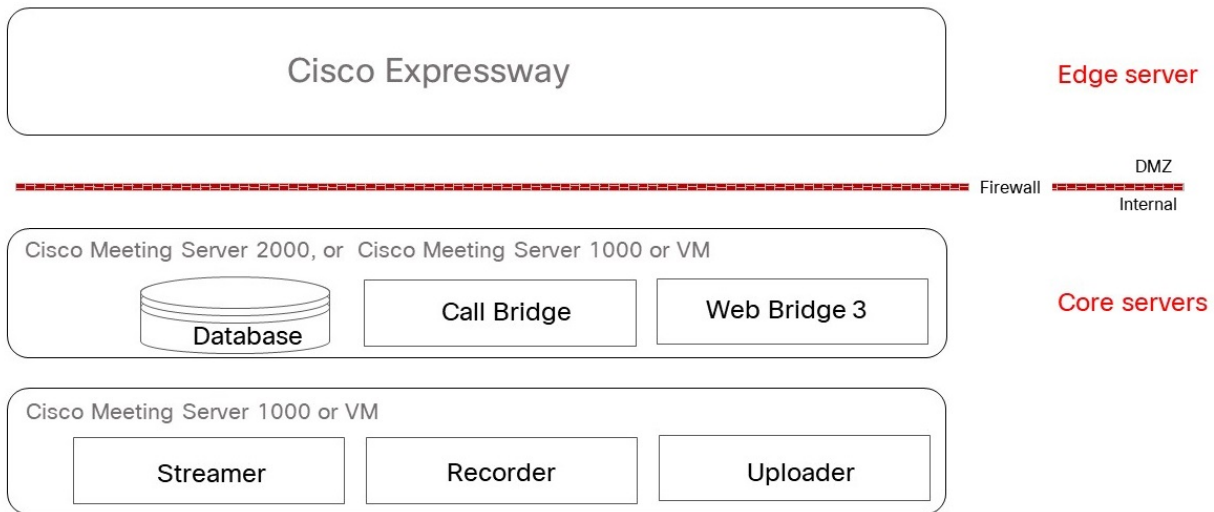 Cisco Expressway
Edge server
DMZ
Firewall
Internal
Cisco Meeting Server 2000, or Cisco Meeting Server 1000 or VM
Database
Call Bridge
Web Bridge 3
Core servers
Cisco Meeting Server 1000 or VM
Streamer
Recorder
Uploader